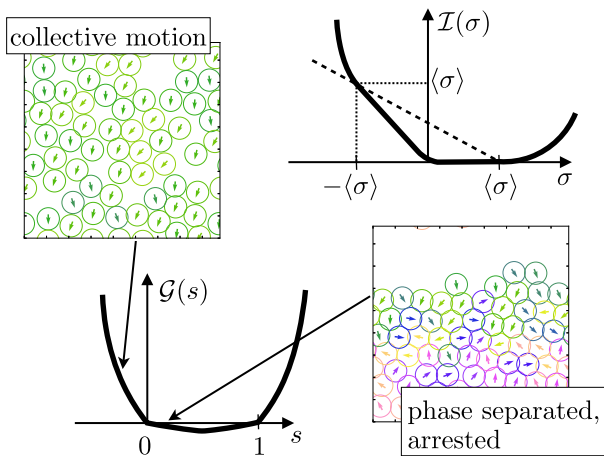 collective motion
𝓘(σ)
⟨σ⟩
−⟨σ⟩
⟨σ⟩
σ
𝒢(s)
0
1
s
phase separated,
arrested